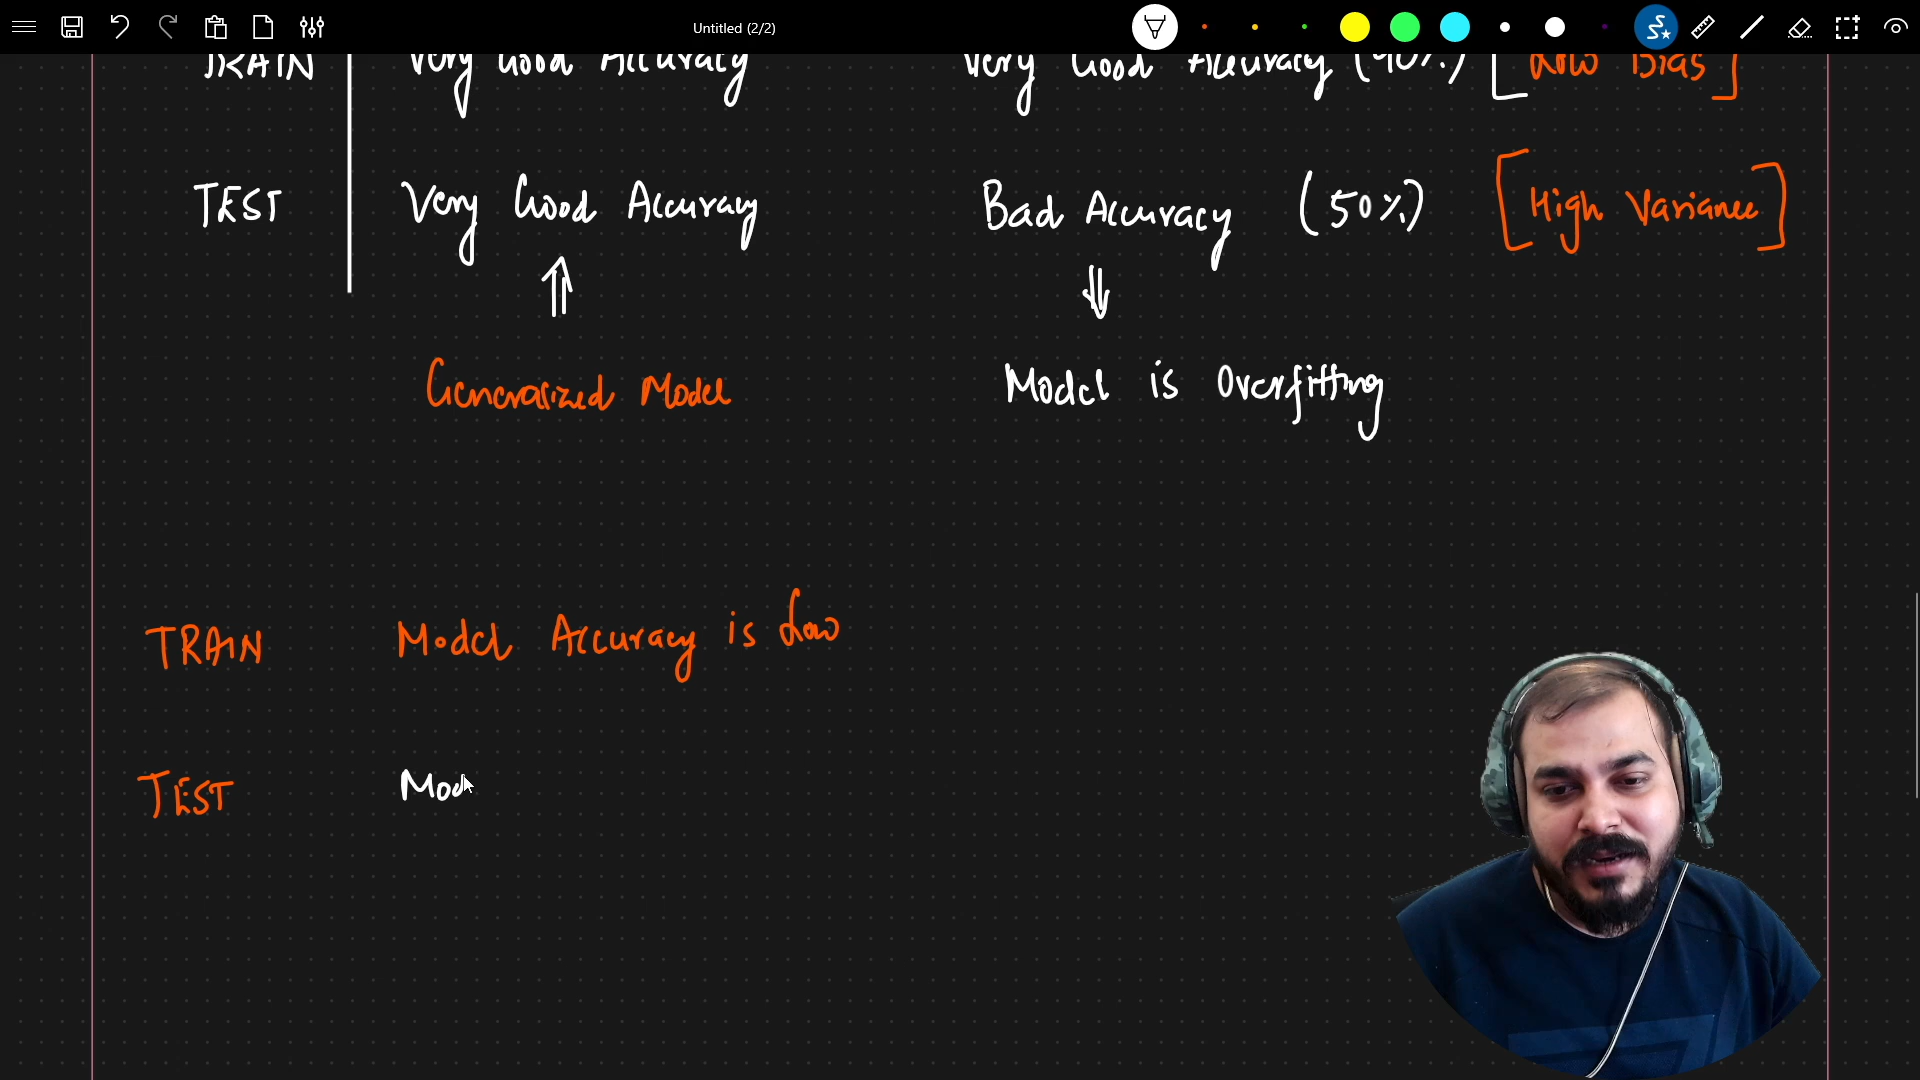 Untitled (2/2)
TRAIN Very Good Accuracy Very Good Accuracy (90%) [Low Bias]
TEST Very Good Accuracy Bad Accuracy (50%) [High Variance]
Generalized Model Model is Overfitting
TRAIN Model Accuracy is Low
TEST Mod